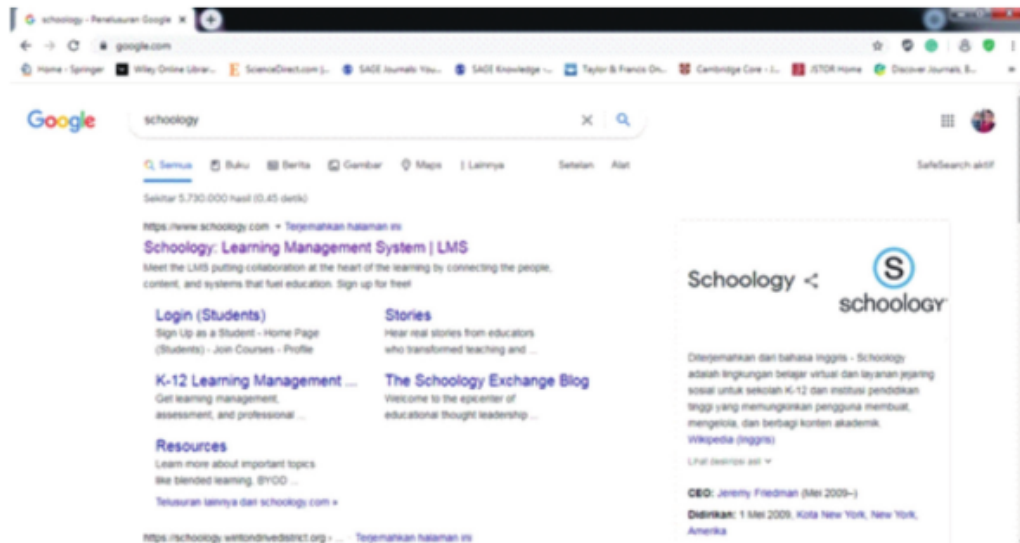 schoology - Penelusuran Google
google.com
Home - Springer Wiley Online Librar... ScienceDirect.com |... SAGE Journals: You... SAGE Knowledge -... Taylor & Francis On... Cambridge Core - J... JSTOR Home Discover Journals, B...
Google
schoology
Semua Buku Berita Gambar Maps Lainnya Setelan Alat SafeSearch aktif
Sekitar 5.730.000 hasil (0,45 detik)
https://www.schoology.com Terjemahkan halaman ini
Schoology: Learning Management System | LMS
Meet the LMS putting collaboration at the heart of the learning by connecting the people,
content, and systems that fuel education. Sign up for free!
Login (Students)
Sign Up as a Student - Home Page
(Students) - Join Courses - Profile
Stories
Hear real stories from educators
who transformed teaching and ...
K-12 Learning Management ...
Get learning management,
assessment, and professional ...
The Schoology Exchange Blog
Welcome to the epicenter of
educational thought leadership ...
Resources
Learn more about important topics
like blended learning, BYOD ...
Telusuran lainnya dari schoology.com »
https://schoology.wintondrivedistrict.org › ... Terjemahkan halaman ini
Schoology
S
schoology
Diterjemahkan dari bahasa Inggris - Schoology
adalah lingkungan belajar virtual dan layanan jejaring
sosial untuk sekolah K-12 dan institusi pendidikan
tinggi yang memungkinkan pengguna membuat,
mengelola, dan berbagi konten akademik.
Wikipedia (Inggris)
Lihat deskripsi asli
CEO: Jeremy Friedman (Mei 2009–)
Didirikan: 1 Mei 2009, Kota New York, New York,
Amerika